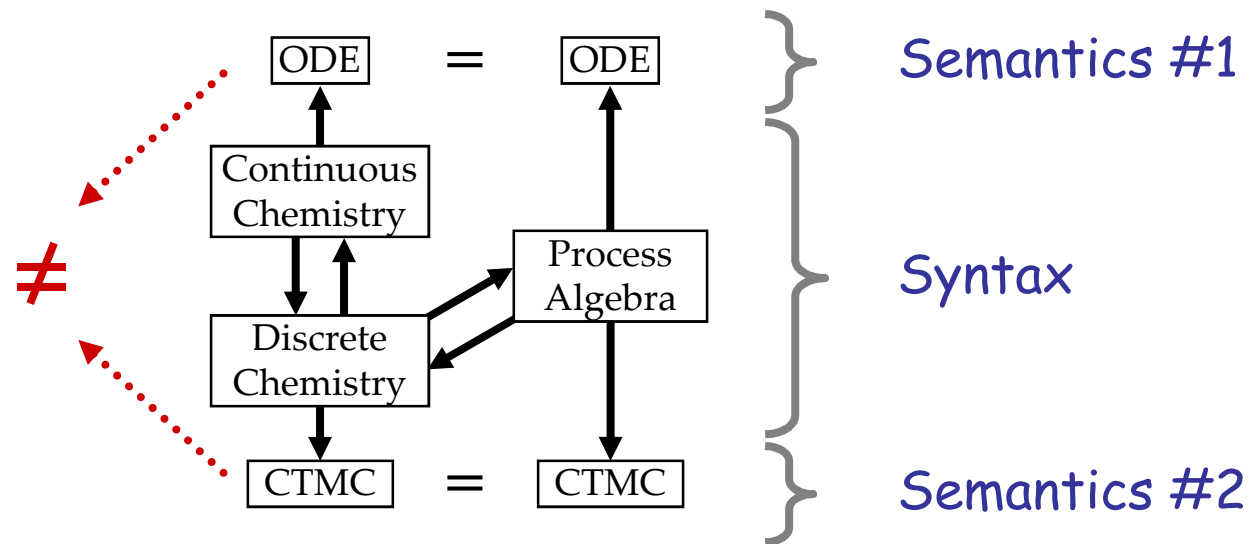 ODE = ODE
Semantics #1
Continuous
Chemistry
≠
Process
Algebra
Syntax
Discrete
Chemistry
CTMC = CTMC
Semantics #2